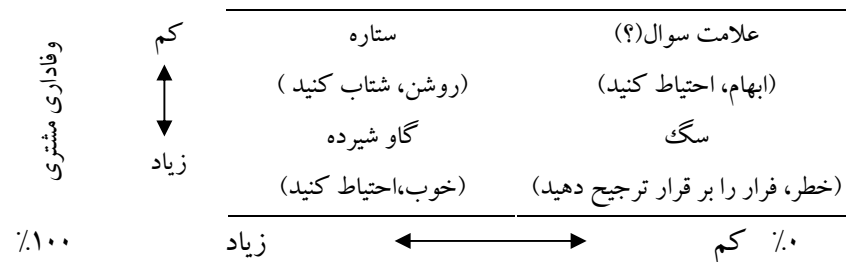 وفاداری مشتری
کم
زیاد
علامت سوال(؟)
ستاره
(ابهام، احتیاط کنید)
(روشن، شتاب کنید )
سگ
گاو شیرده
(خطر، فرار را بر قرار ترجیح دهید)
(خوب،احتیاط کنید)
٪۰ کم
زیاد
٪۱۰۰